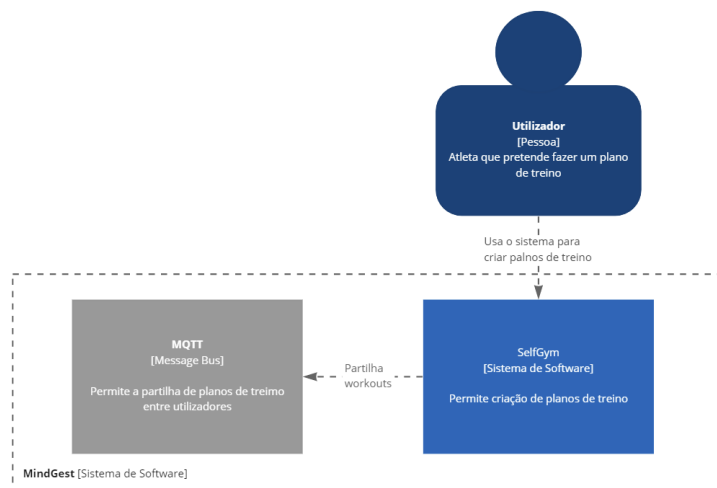 Utilizador
[Pessoa]
Atleta que pretende fazer um plano
de treino
Usa o sistema para
criar palnos de treino
MQTT
[Message Bus]
Permite a partilha de planos de treimo
entre utilizadores
Partilha
workouts
SelfGym
[Sistema de Software]
Permite criação de planos de treino
MindGest [Sistema de Software]